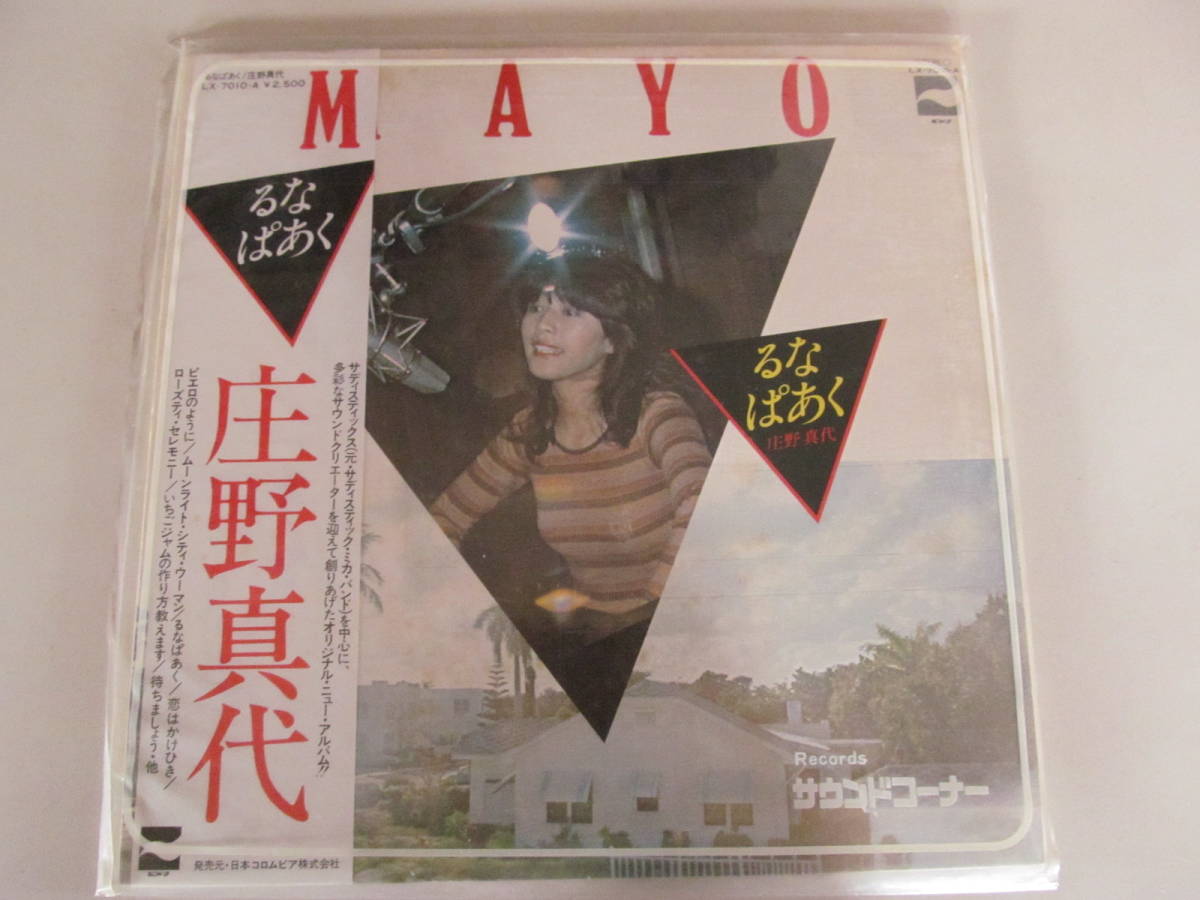 るなぱあく/庄野真代
LX-7010-A ¥2,500
MAYO
るな
ぱあく
庄野真代
サディスティックス(元・サディスティック・ミカ・バンド)を中心に、
多彩なサウンドクリエーターを迎えて創りあげたオリジナル・ニュー・アルバム!!
ピエロのように/ムーンライト・シティ・ウーマン/るなぱあく/恋はかけひき/
ローズティ・セレモニー/いちごジャムの作り方教えます/待ちましょう・他
発売元・日本コロムビア株式会社
るな
ぱあく
庄野真代
Records
サウンドコーナー